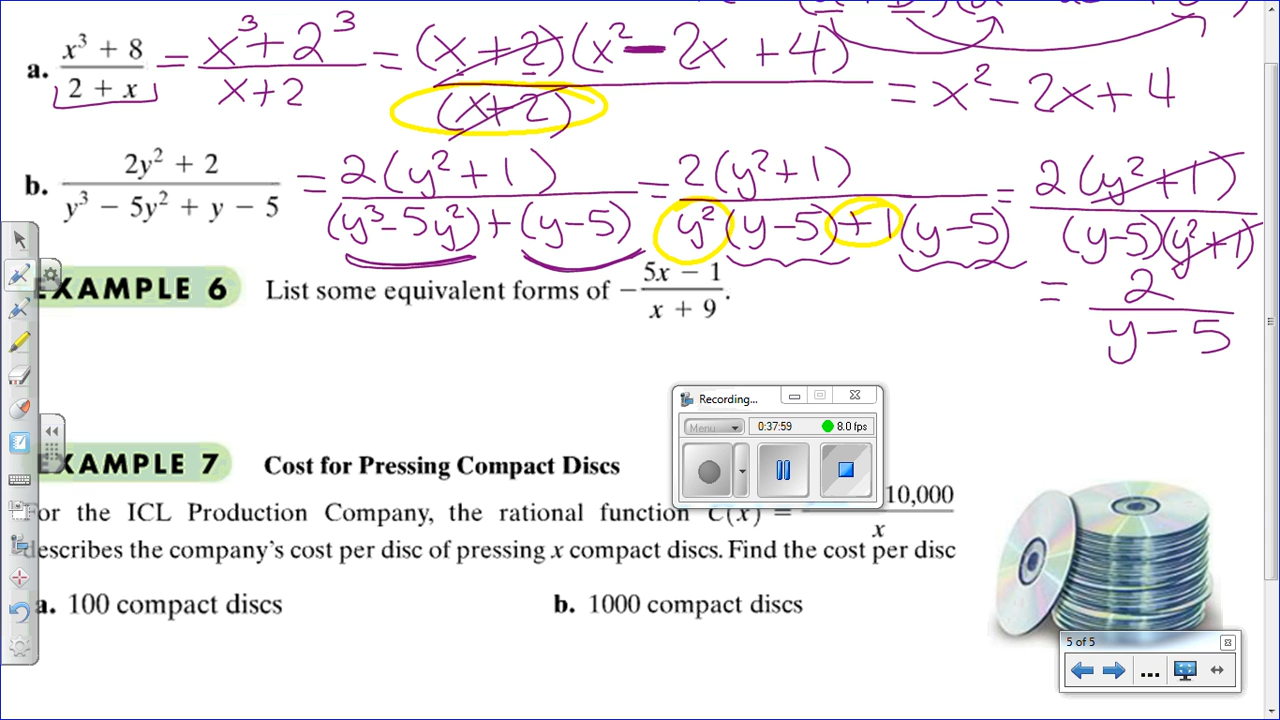 a. x³ + 8 / 2 + x = x³ + 2³ / x + 2 = (x + 2)(x² − 2x + 4) / (x + 2) = x² − 2x + 4
b. 2y² + 2 / y³ − 5y² + y − 5 = 2(y² + 1) / (y³ − 5y²) + (y − 5) = 2(y² + 1) / y²(y − 5) + 1(y − 5) = 2(y² + 1) / (y − 5)(y² + 1)
= 2 / y − 5
EXAMPLE 6 List some equivalent forms of − 5x − 1 / x + 9.
Recording...
Menu 0:37:59 8.0 fps
EXAMPLE 7 Cost for Pressing Compact Discs
For the ICL Production Company, the rational function C(x) = 10,000 / x
describes the company's cost per disc of pressing x compact discs. Find the cost per disc
a. 100 compact discs b. 1000 compact discs
5 of 5